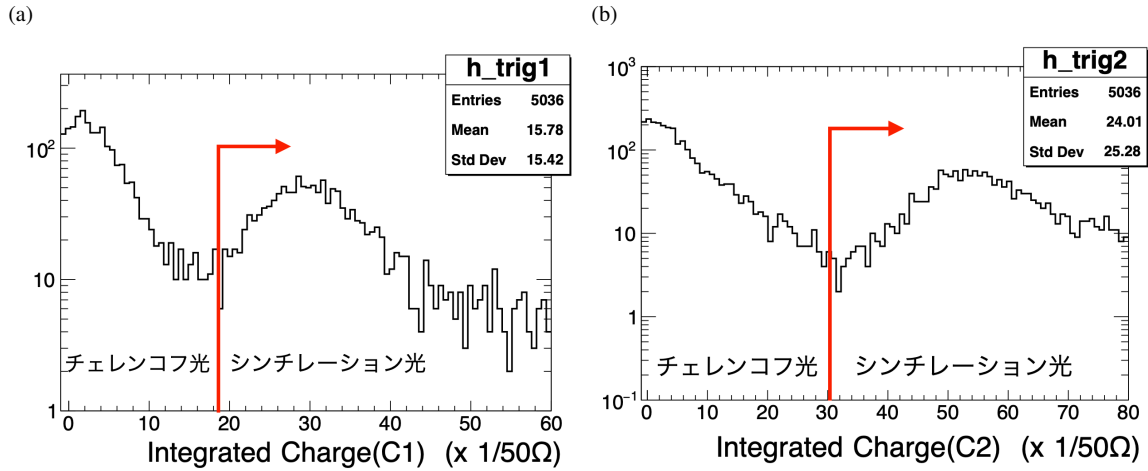 (a)
h_trig1
Entries 5036
Mean 15.78
Std Dev 15.42
10²
10
1
チェレンコフ光 シンチレーション光
0 10 20 30 40 50 60
Integrated Charge(C1) (x 1/50Ω)
(b)
h_trig2
Entries 5036
Mean 24.01
Std Dev 25.28
10³
10²
10
1
10⁻¹
チェレンコフ光 シンチレーション光
0 10 20 30 40 50 60 70 80
Integrated Charge(C2) (x 1/50Ω)